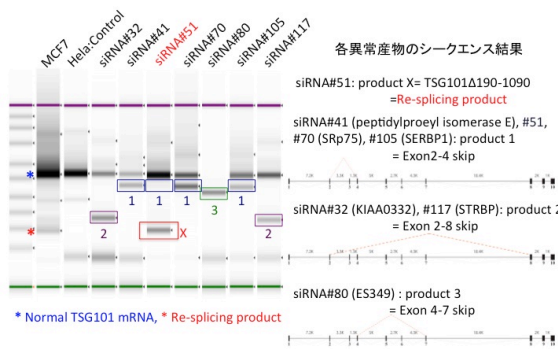 MCF7
Hela:Control
siRNA#32
siRNA#41
siRNA#51
siRNA#70
siRNA#80
siRNA#105
siRNA#117
各異常産物のシークエンス結果
siRNA#51: product X= TSG101Δ190-1090
=Re-splicing product
siRNA#41 (peptidylproyl isomerase E), #51,
#70 (SRp75), #105 (SERBP1): product 1
= Exon2-4 skip
siRNA#32 (KIAA0332), #117 (STRBP): product 2
= Exon 2-8 skip
siRNA#80 (ES349) : product 3
= Exon 4-7 skip
*
1
1
1
1
3
2
2
*
X
* Normal TSG101 mRNA, * Re-splicing product